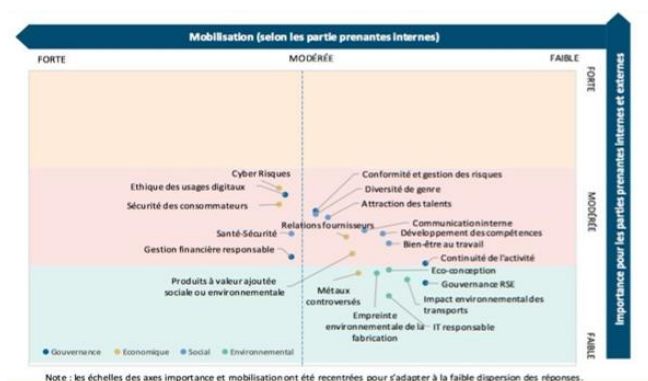 Mobilisation (selon les partie prenantes internes)
FORTE
MODÉRÉE
FAIBLE
Importance pour les parties prenantes internes et externes
FORTE
MODÉRÉ
FAIBLE
Cyber Risques
Ethique des usages digitaux
Sécurité des consommateurs
Santé-Sécurité
Gestion financière responsable
Produits à valeur ajoutée
sociale ou environnementale
Conformité et gestion des risques
Diversité de genre
Attraction des talents
Relations fournisseurs
Communication interne
Développement des compétences
Bien-être au travail
Continuité de l'activité
Eco-conception
Gouvernance RSE
Métaux
controversés
Impact environnemental des
transports
Empreinte
environnementale de la
fabrication
IT responsable
Gouvernance
Economique
Social
Environnemental
Note : les échelles des axes importance et mobilisation ont été recentrées pour s'adapter à la faible dispersion des réponses.